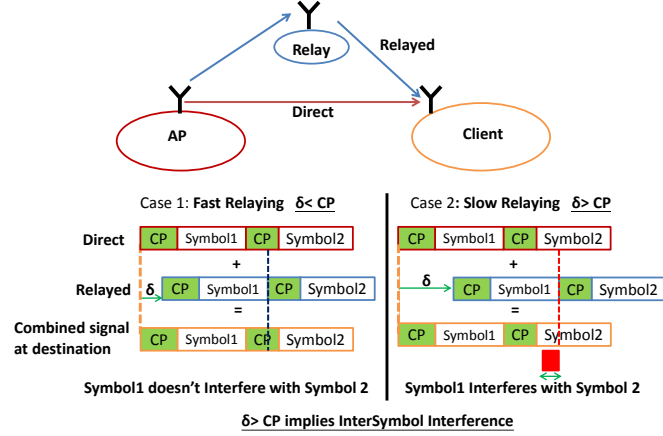 Relay
Relayed
Direct
AP
Client
Case 1: Fast Relaying δ< CP
Case 2: Slow Relaying δ> CP
Direct CP Symbol1 CP Symbol2
CP Symbol1 CP Symbol2
+
+
Relayed δ CP Symbol1 CP Symbol2
δ CP Symbol1 CP Symbol2
=
=
Combined signal
at destination
CP Symbol1 CP Symbol2
CP Symbol1 CP Symbol2
Symbol1 doesn't Interfere with Symbol 2
Symbol1 Interferes with Symbol 2
δ> CP implies InterSymbol Interference